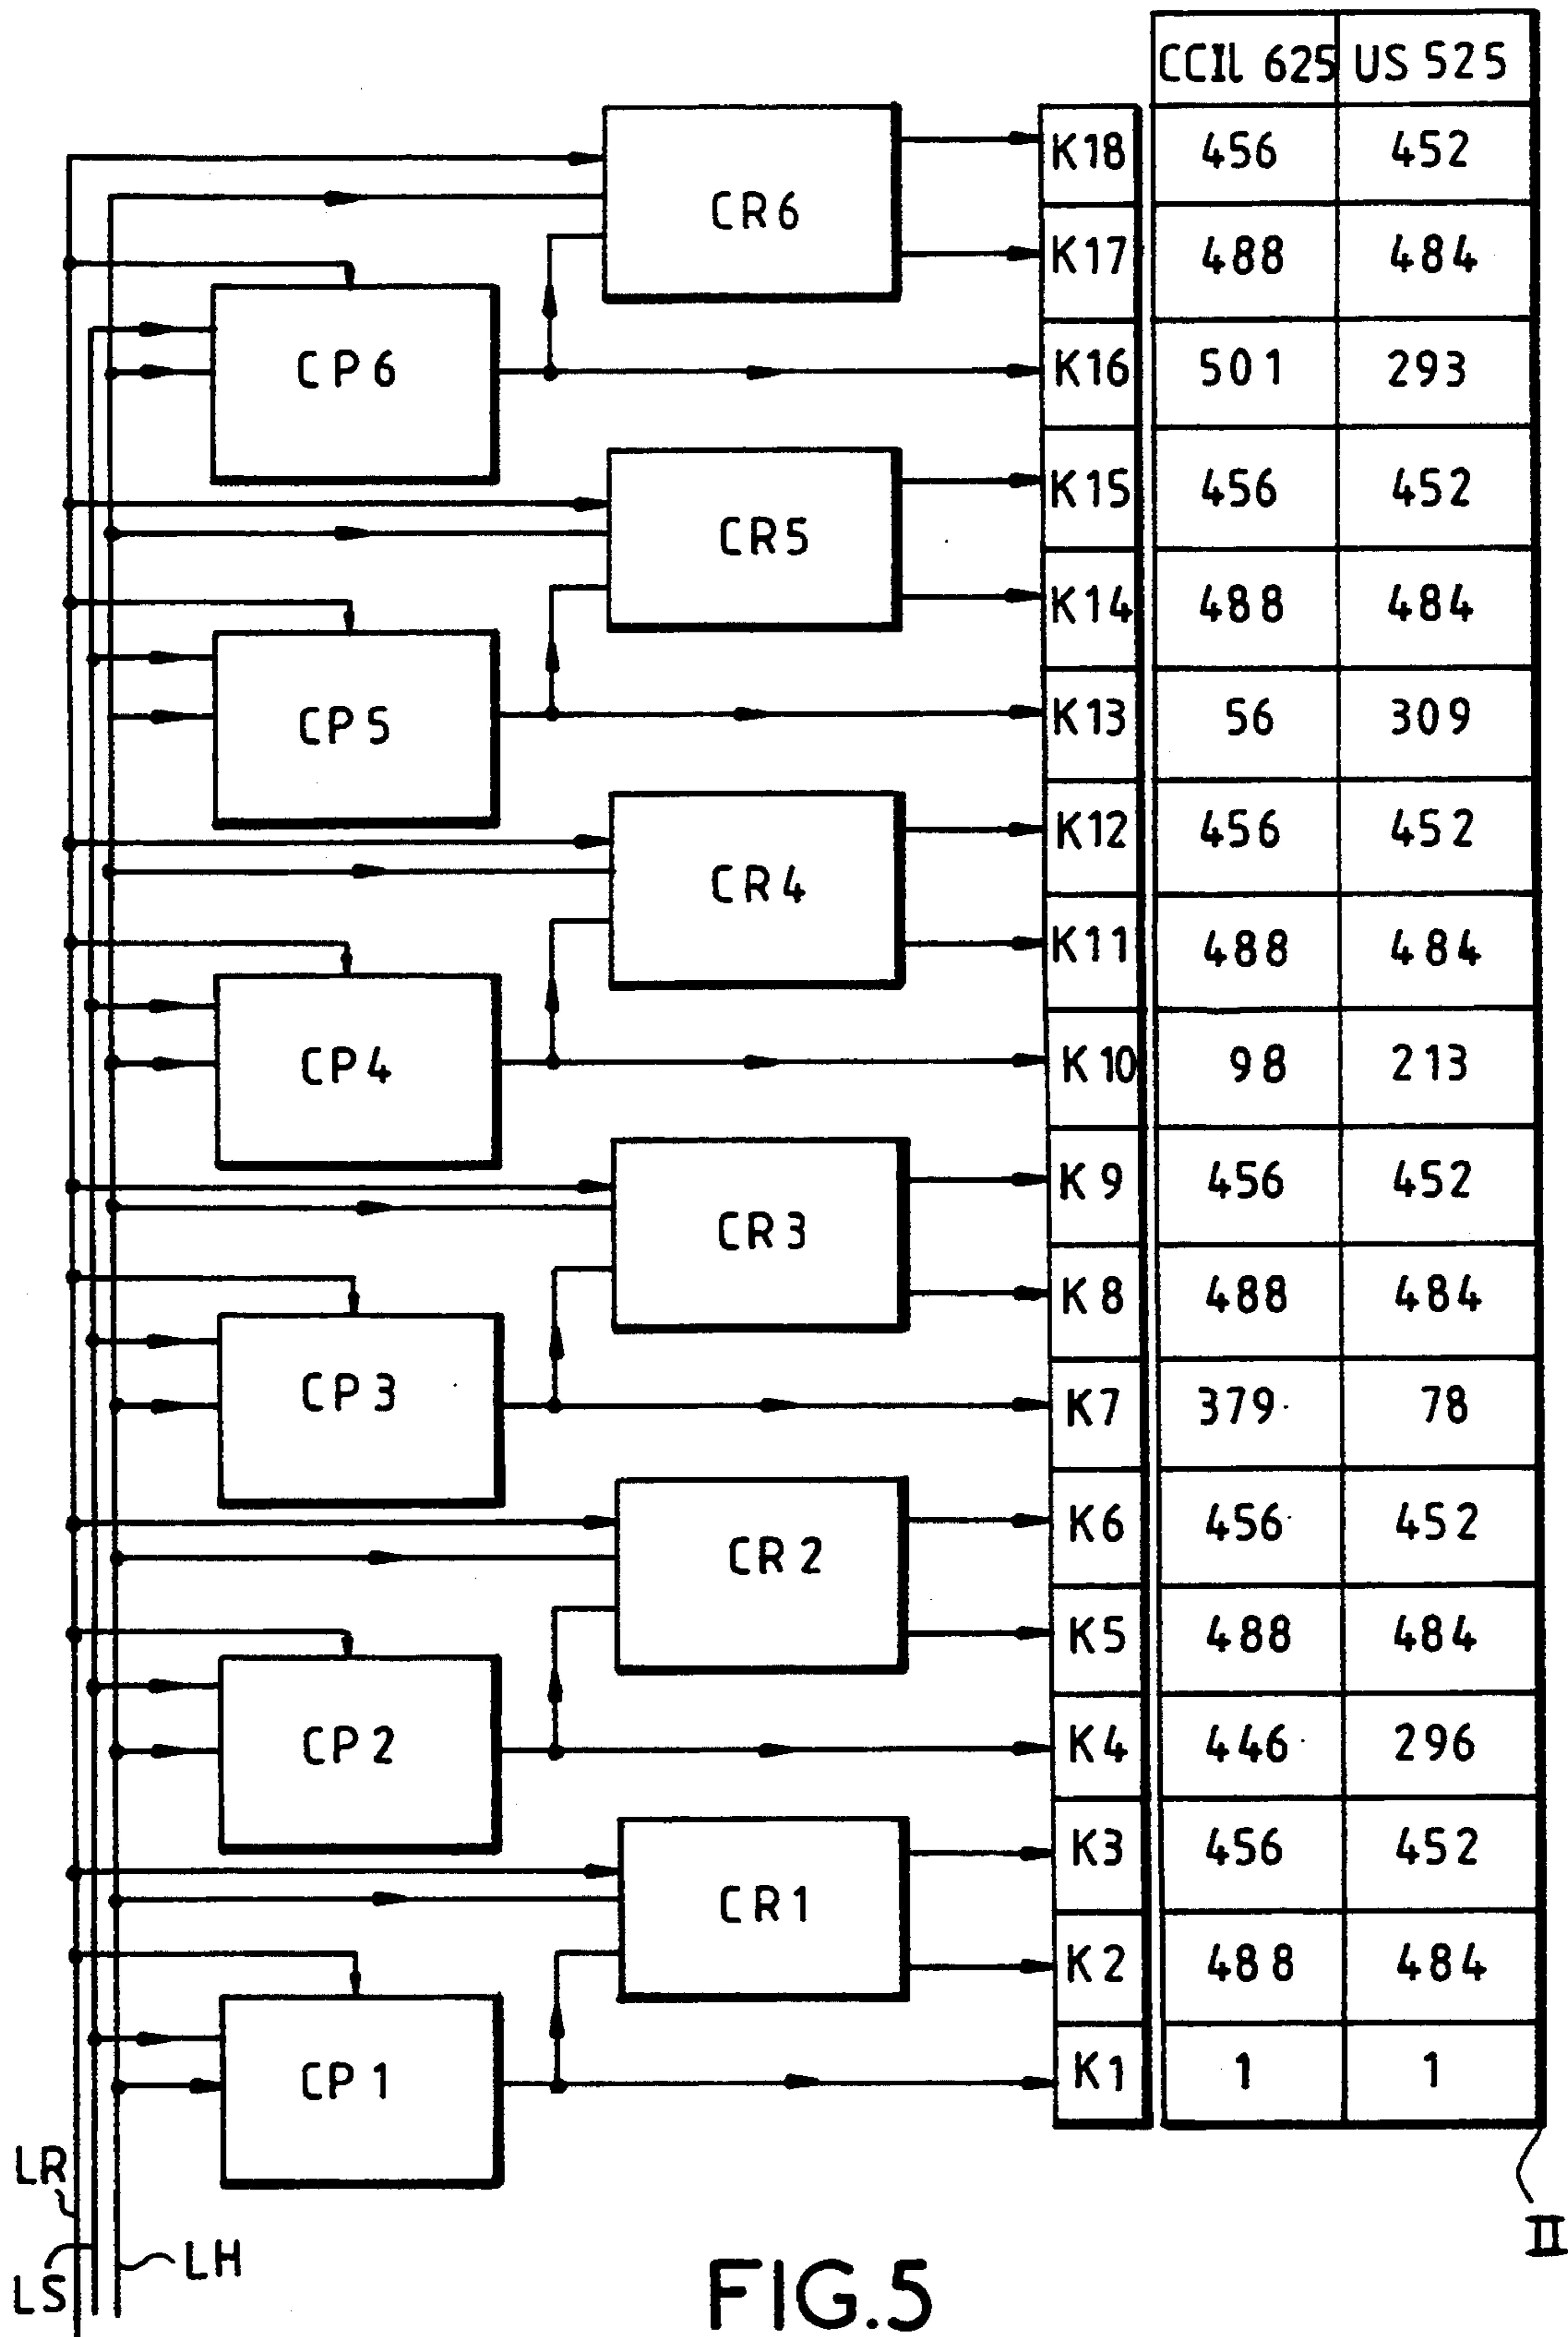 CCIl 625 US 525
CR6 K18 456 452
K17 488 484
CP6 K16 501 293
CR5 K15 456 452
K14 488 484
CP5 K13 56 309
CR4 K12 456 452
K11 488 484
CP4 K10 98 213
CR3 K9 456 452
K8 488 484
CP3 K7 379 78
CR2 K6 456 452
K5 488 484
CP2 K4 446 296
CR1 K3 456 452
K2 488 484
CP1 K1 1 1
LR
LS
LH
II
FIG.5